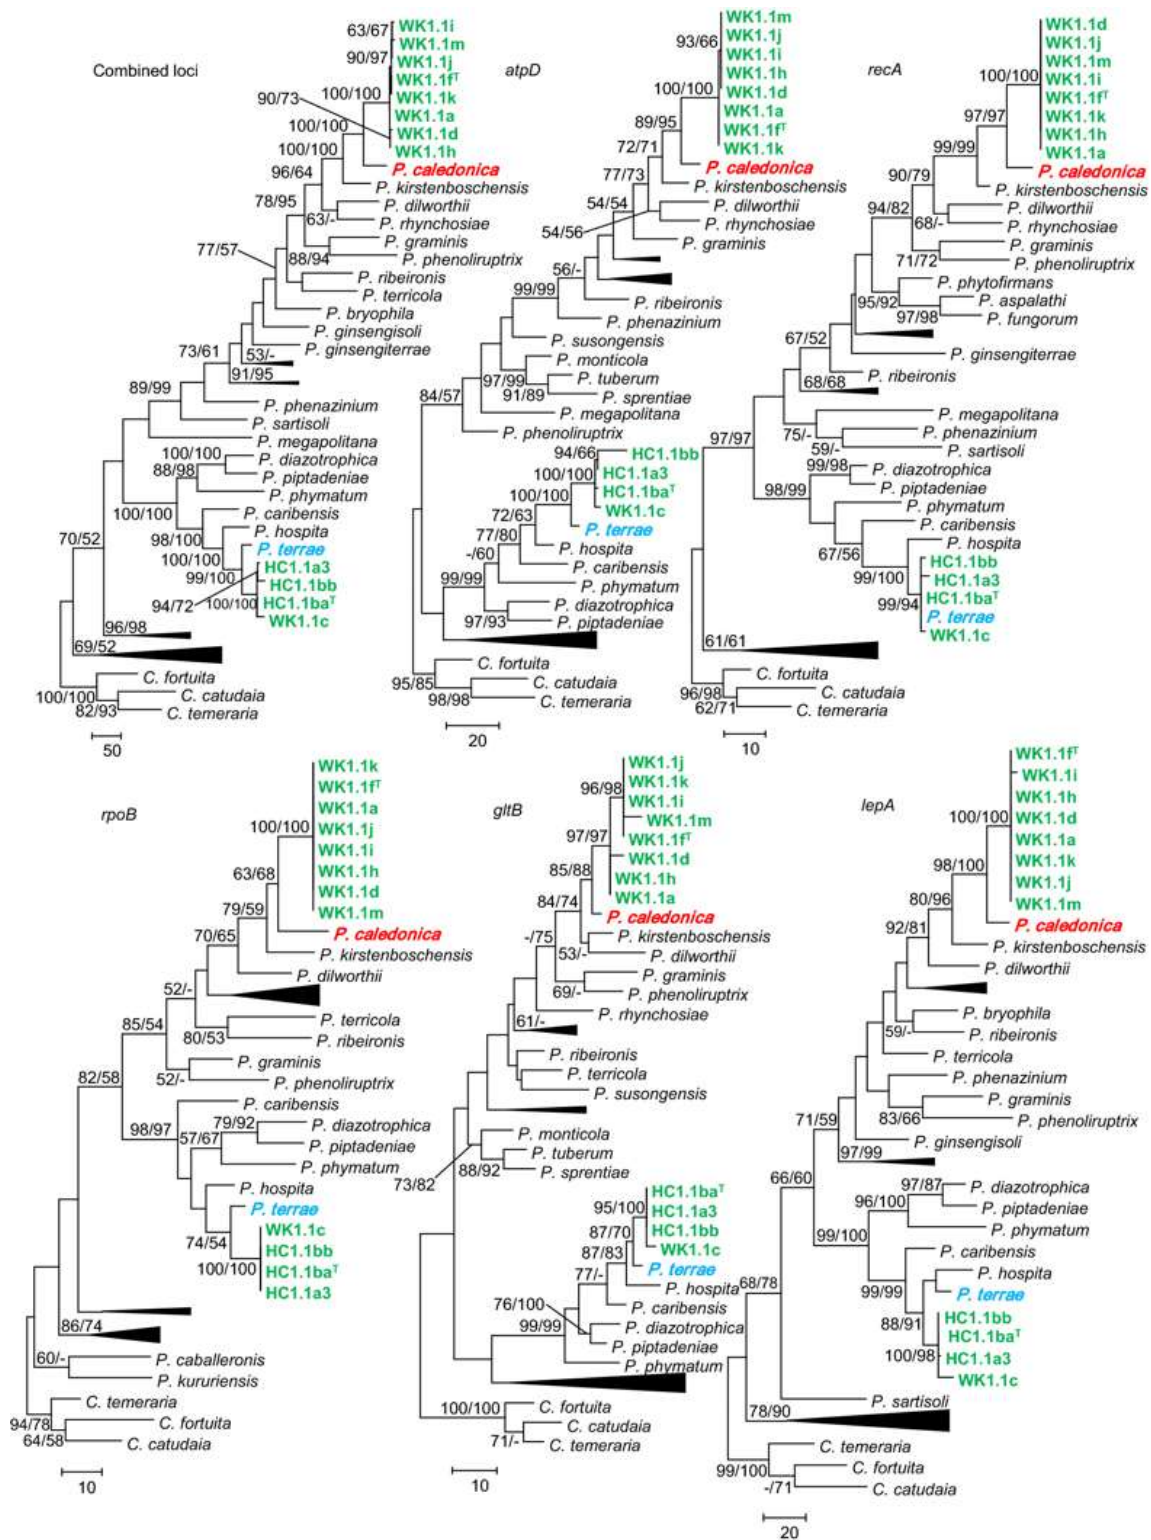 Combined loci
63/67
WK1.1i
WK1.1m
90/97
WK1.1j
WK1.1fT
90/73
WK1.1k
100/100
WK1.1a
WK1.1d
100/100
WK1.1h
100/100
P. caledonica
96/64
P. kirstenboschensis
78/95
P. dilworthii
63/-
P. rhynchosiae
77/57
P. graminis
88/94
P. phenoliruptrix
P. ribeironis
P. terricola
P. bryophila
P. ginsengisoli
73/61
P. ginsengiterrae
53/-
91/95
89/99
P. phenazinium
P. sartisoli
P. megapolitana
100/100
P. diazotrophica
88/98
P. piptadeniae
P. phymatum
100/100
P. caribensis
98/100
P. hospita
70/52
100/100
P. terrae
99/100
HC1.1a3
HC1.1bb
94/72
100/100
HC1.1baT
WK1.1c
96/98
69/52
C. fortuita
100/100
C. catudaia
82/93
C. temeraria
50
atpD
WK1.1m
93/66
WK1.1j
WK1.1i
WK1.1h
100/100
WK1.1d
WK1.1a
89/95
WK1.1fT
72/71
WK1.1k
P. caledonica
77/73
P. kirstenboschensis
54/54
P. dilworthii
P. rhynchosiae
54/56
P. graminis
56/-
99/99
P. ribeironis
P. phenazinium
P. susongensis
P. monticola
97/99
P. tuberum
91/89
P. sprentiae
84/57
P. megapolitana
P. phenoliruptrix
94/66
HC1.1bb
100/100
HC1.1a3
HC1.1baT
100/100
WK1.1c
72/63
P. terrae
77/80
P. hospita
-/60
P. caribensis
99/99
P. phymatum
P. diazotrophica
97/93
P. piptadeniae
C. fortuita
95/85
C. catudaia
98/98
C. temeraria
20
recA
WK1.1d
WK1.1j
WK1.1m
100/100
WK1.1i
WK1.1fT
97/97
WK1.1k
WK1.1h
99/99
WK1.1a
P. caledonica
90/79
P. kirstenboschensis
P. dilworthii
94/82
68/-
P. rhynchosiae
P. graminis
71/72
P. phenoliruptrix
P. phytofirmans
95/92
P. aspalathi
97/98
P. fungorum
67/52
P. ginsengiterrae
P. ribeironis
68/68
P. megapolitana
97/97
75/-
P. phenazinium
59/-
P. sartisoli
99/98
P. diazotrophica
98/99
P. piptadeniae
P. phymatum
P. caribensis
67/56
P. hospita
HC1.1bb
99/100
HC1.1a3
HC1.1baT
99/94
P. terrae
WK1.1c
61/61
C. fortuita
96/98
C. catudaia
62/71
C. temeraria
10
rpoB
WK1.1k
WK1.1fT
WK1.1a
100/100
WK1.1j
WK1.1i
WK1.1h
63/68
WK1.1d
WK1.1m
79/59
P. caledonica
70/65
P. kirstenboschensis
P. dilworthii
52/-
P. terricola
85/54
80/53
P. ribeironis
P. graminis
82/58
52/-
P. phenoliruptrix
P. caribensis
98/97
79/92
P. diazotrophica
57/67
P. piptadeniae
P. phymatum
P. hospita
P. terrae
WK1.1c
74/54
HC1.1bb
100/100
HC1.1baT
HC1.1a3
86/74
60/-
P. caballeronis
P. kururiensis
C. temeraria
94/78
C. fortuita
64/58
C. catudaia
10
gltB
WK1.1j
96/98
WK1.1k
WK1.1i
WK1.1m
97/97
WK1.1fT
WK1.1d
85/88
WK1.1h
WK1.1a
84/74
P. caledonica
-/75
P. kirstenboschensis
53/-
P. dilworthii
P. graminis
69/-
P. phenoliruptrix
P. rhynchosiae
61/-
P. ribeironis
P. terricola
P. susongensis
P. monticola
P. tuberum
88/92
P. sprentiae
73/82
HC1.1baT
95/100
HC1.1a3
87/70
HC1.1bb
87/83
WK1.1c
P. terrae
77/-
P. hospita
76/100
P. caribensis
99/99
P. diazotrophica
P. piptadeniae
P. phymatum
100/100
C. fortuita
C. catudaia
71/-
C. temeraria
10
lepA
WK1.1fT
WK1.1i
WK1.1h
100/100
WK1.1d
WK1.1a
98/100
WK1.1k
WK1.1j
80/96
WK1.1m
P. caledonica
92/81
P. kirstenboschensis
P. dilworthii
P. bryophila
59/-
P. ribeironis
P. terricola
P. phenazinium
P. graminis
83/66
P. phenoliruptrix
71/59
P. ginsengisoli
97/99
66/60
97/87
P. diazotrophica
96/100
P. piptadeniae
99/100
P. phymatum
P. caribensis
P. hospita
68/78
99/99
P. terrae
HC1.1bb
88/91
HC1.1baT
100/98
HC1.1a3
WK1.1c
P. sartisoli
78/90
C. temeraria
99/100
C. fortuita
-/71
C. catudaia
20